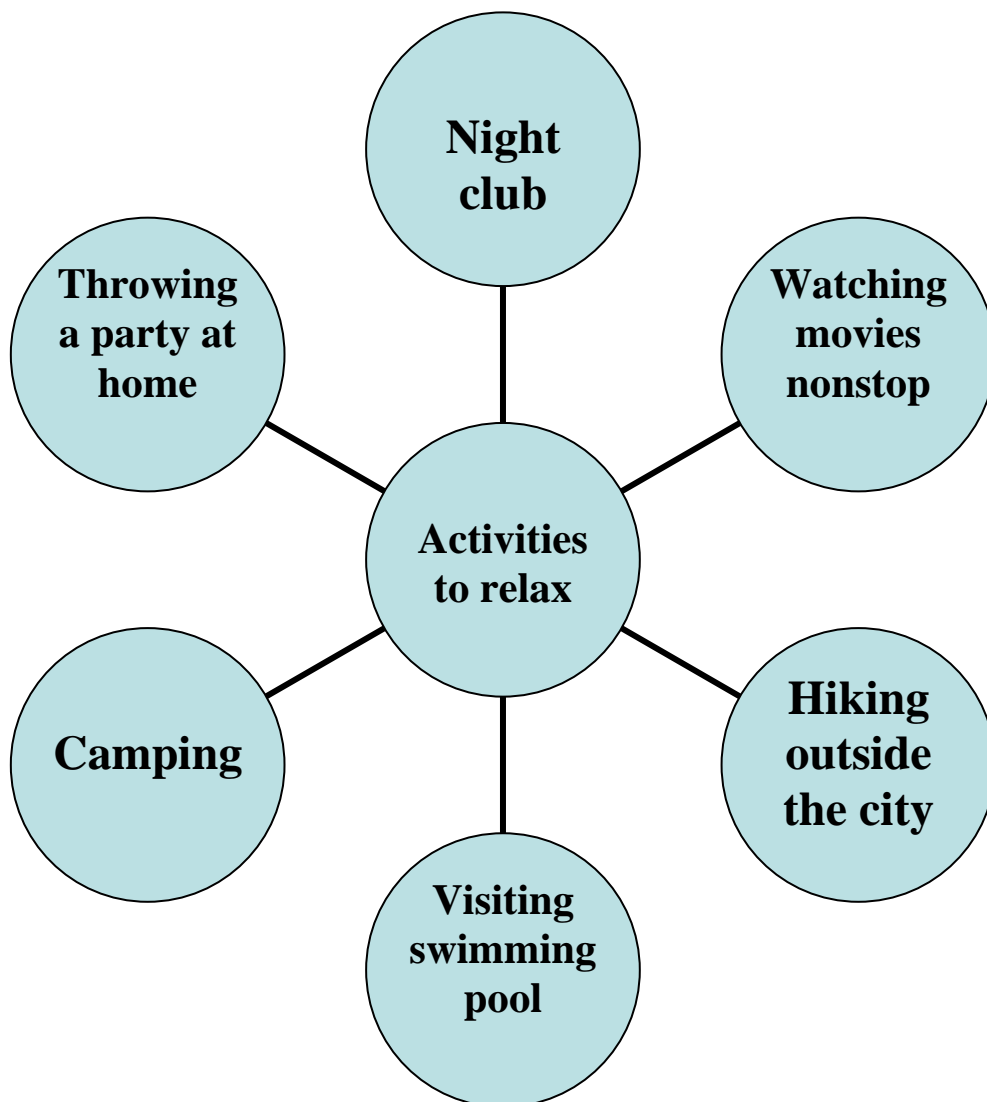 Night
club
Throwing
a party at
home
Watching
movies
nonstop
Activities
to relax
Camping
Hiking
outside
the city
Visiting
swimming
pool